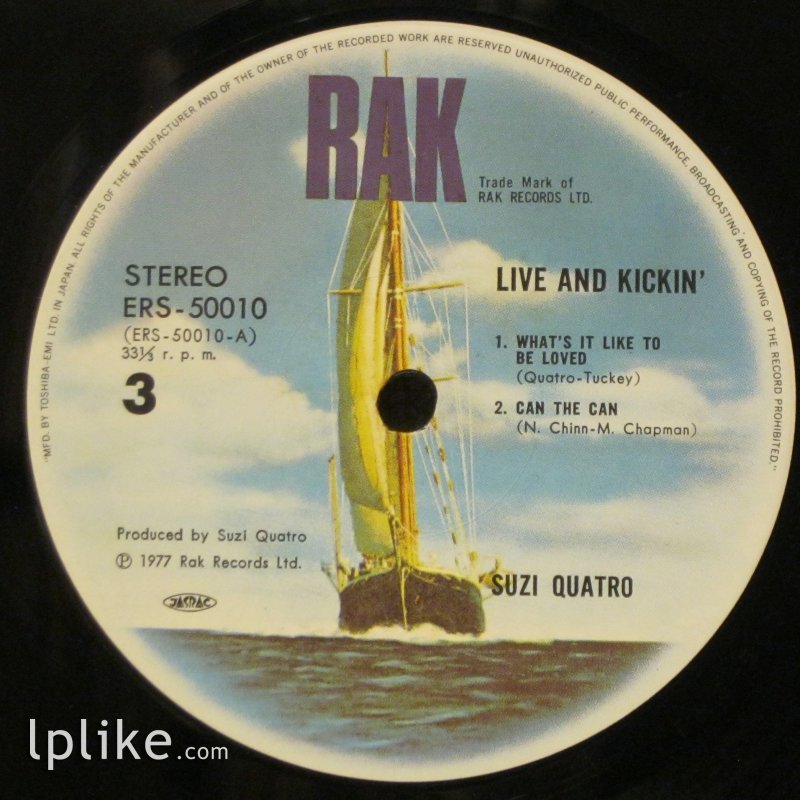 "MFD. BY TOSHIBA-EMI LTD. IN JAPAN. ALL RIGHTS OF THE MANUFACTURER AND OF THE OWNER OF THE RECORDED WORK ARE RESERVED UNAUTHORIZED PUBLIC PERFORMANCE, BROADCASTING AND COPYING OF THE RECORD PROHIBITED."
RAK
Trade Mark of
RAK RECORDS LTD.
STEREO
ERS-50010
(ERS-50010-A)
33⅓ r. p. m.
3
LIVE AND KICKIN'
1. WHAT'S IT LIKE TO
BE LOVED
(Quatro-Tuckey)
2. CAN THE CAN
(N. Chinn-M. Chapman)
Produced by Suzi Quatro
Ⓟ 1977 Rak Records Ltd.
JASRAC
SUZI QUATRO
lplike.com